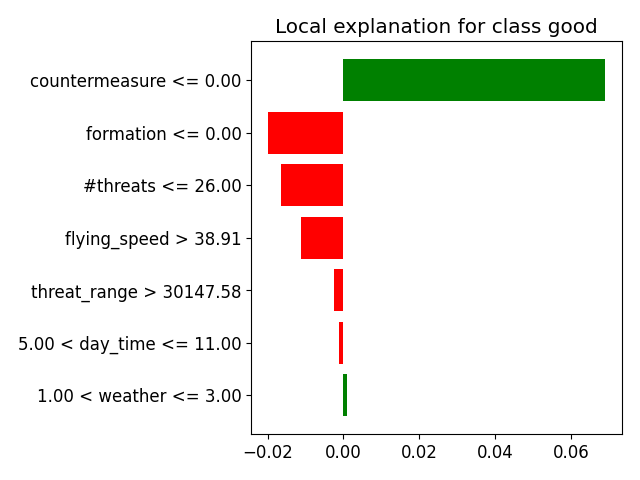 Local explanation for class good
countermeasure <= 0.00
formation <= 0.00
#threats <= 26.00
flying_speed > 38.91
threat_range > 30147.58
5.00 < day_time <= 11.00
1.00 < weather <= 3.00
−0.02 0.00 0.02 0.04 0.06